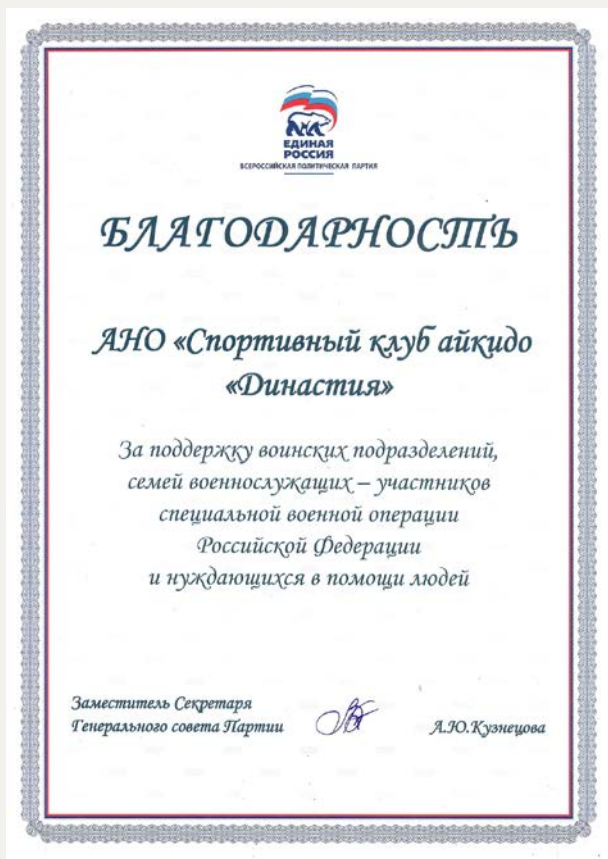 ЕДИНАЯ
РОССИЯ
ВСЕРОССИЙСКАЯ ПОЛИТИЧЕСКАЯ ПАРТИЯ
БЛАГОДАРНОСТЬ
АНО «Спортивный клуб айкидо
«Династия»
За поддержку воинских подразделений,
семей военнослужащих – участников
специальной военной операции
Российской Федерации
и нуждающихся в помощи людей
Заместитель Секретаря
Генерального совета Партии
А.Ю.Кузнецова